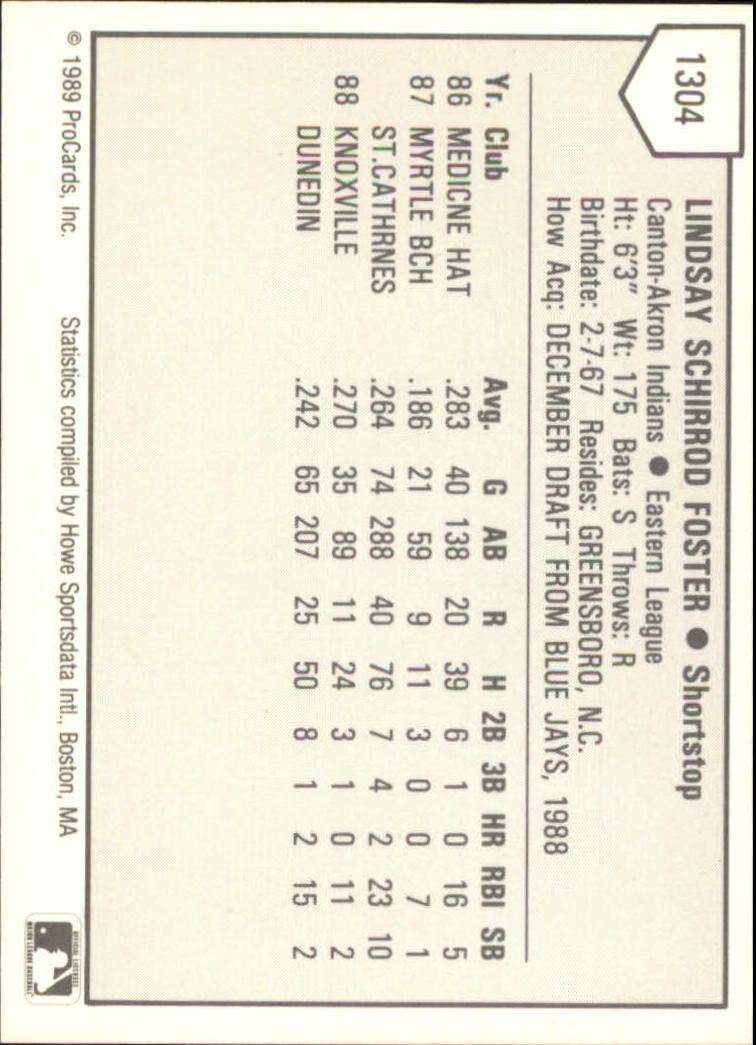 1304
LINDSAY SCHIRROD FOSTER ● Shortstop
Canton-Akron Indians ● Eastern League
Ht: 6'3" Wt: 175 Bats: S Throws: R
Birthdate: 2-7-67 Resides: GREENSBORO, N.C.
How Acq: DECEMBER DRAFT FROM BLUE JAYS, 1988
Yr. Club Avg. G AB R H 2B 3B HR RBI SB
86 MEDICNE HAT .283 40 138 20 39 6 1 0 16 5
87 MYRTLE BCH .186 21 59 9 11 3 0 0 7 1
ST.CATHRNES .264 74 288 40 76 7 4 2 23 10
88 KNOXVILLE .270 35 89 11 24 3 1 0 11 2
DUNEDIN .242 65 207 25 50 8 1 2 15 2
© 1989 ProCards, Inc. Statistics compiled by Howe Sportsdata Intl., Boston, MA
OFFICIAL LICENSEE
MAJOR LEAGUE BASEBALL